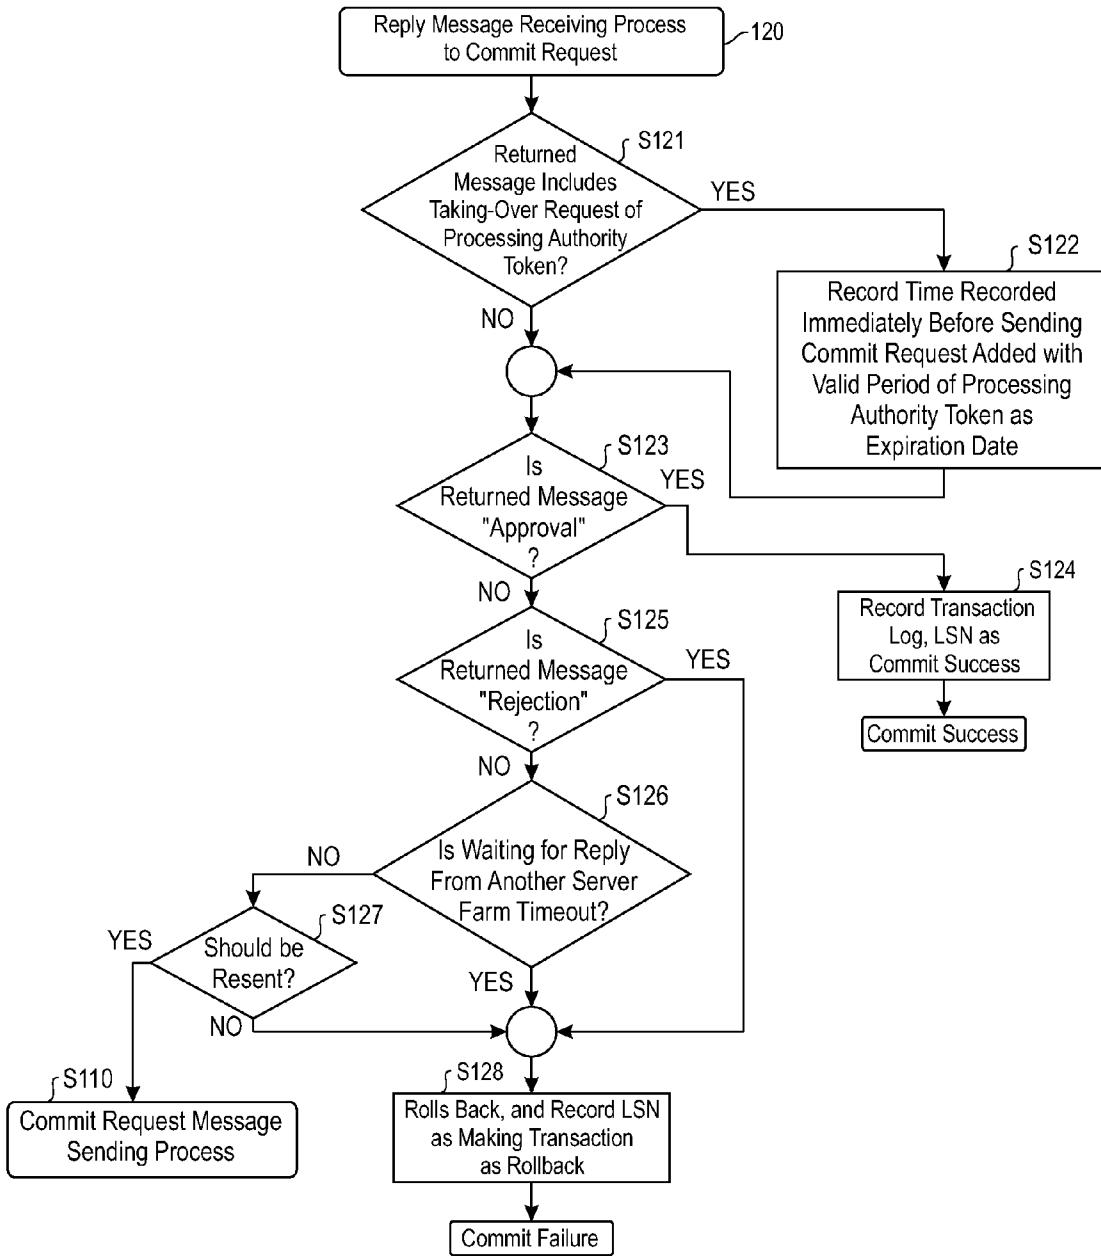 Reply Message Receiving Process
to Commit Request
120
S121
Returned
Message Includes
Taking-Over Request of
Processing Authority
Token?
YES
NO
S122
Record Time Recorded
Immediately Before Sending
Commit Request Added with
Valid Period of Processing
Authority Token as
Expiration Date
S123
Is
Returned Message
"Approval"
?
YES
NO
S124
Record Transaction
Log, LSN as
Commit Success
Commit Success
S125
Is
Returned Message
"Rejection"
?
YES
NO
S126
Is Waiting for Reply
From Another Server
Farm Timeout?
NO
YES
S127
Should be
Resent?
YES
NO
S110
Commit Request Message
Sending Process
S128
Rolls Back, and Record LSN
as Making Transaction
as Rollback
Commit Failure